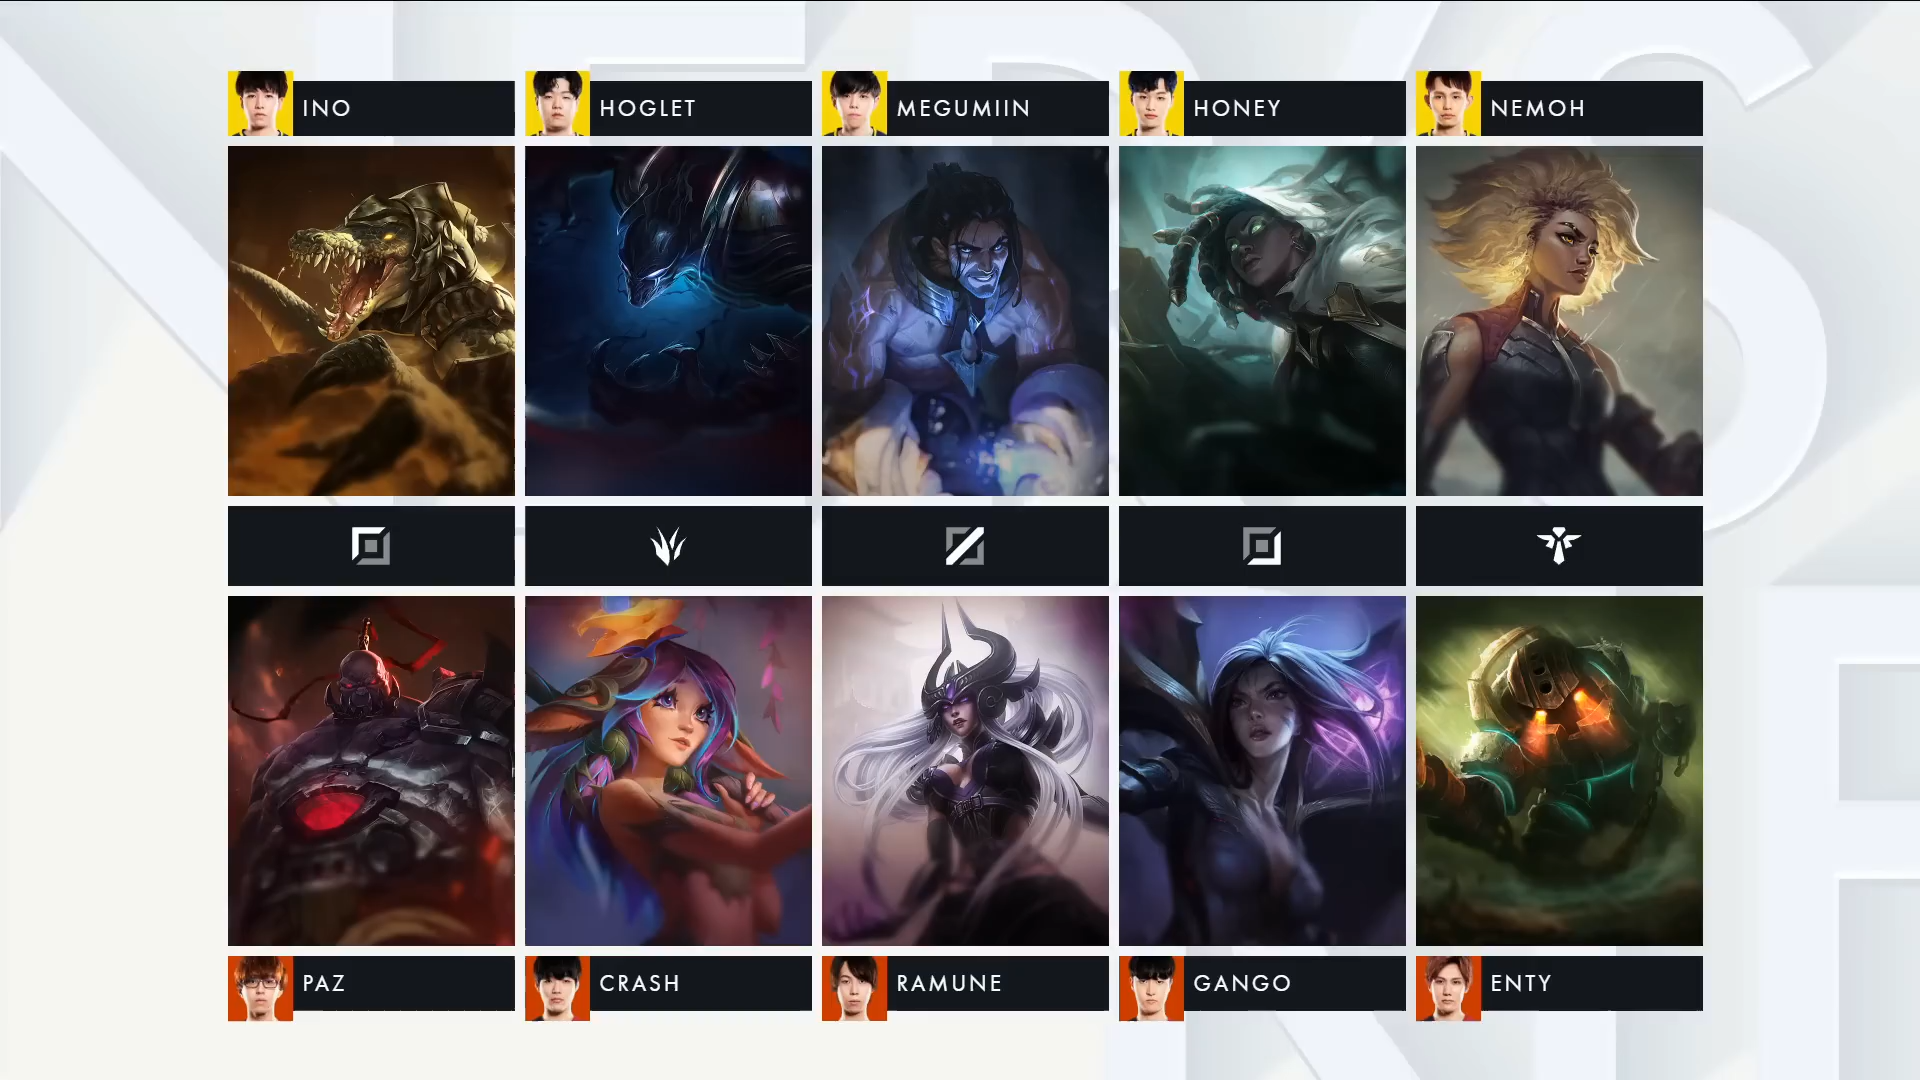 INO
HOGLET
MEGUMIIN
HONEY
NEMOH
PAZ
CRASH
RAMUNE
GANGO
ENTY